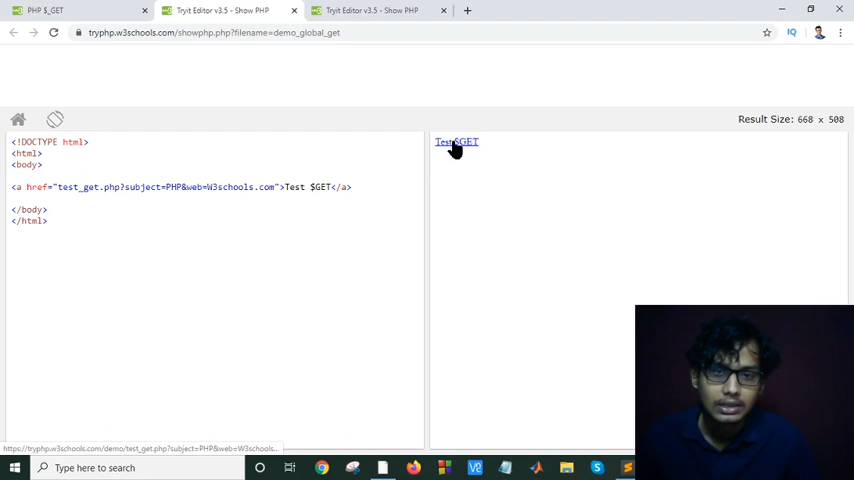 PHP $_GET
Tryit Editor v3.5 - Show PHP
Tryit Editor v3.5 - Show PHP
tryphp.w3schools.com/showphp.php?filename=demo_global_get
IQ
Result Size: 668 x 508
<!DOCTYPE html>
<html>
<body>
<a href="test_get.php?subject=PHP&web=W3schools.com">Test $GET</a>
</body>
</html>
Test $GET
https://tryphp.w3schools.com/demo/test_get.php?subject=PHP&web=W3schools...
Type here to search